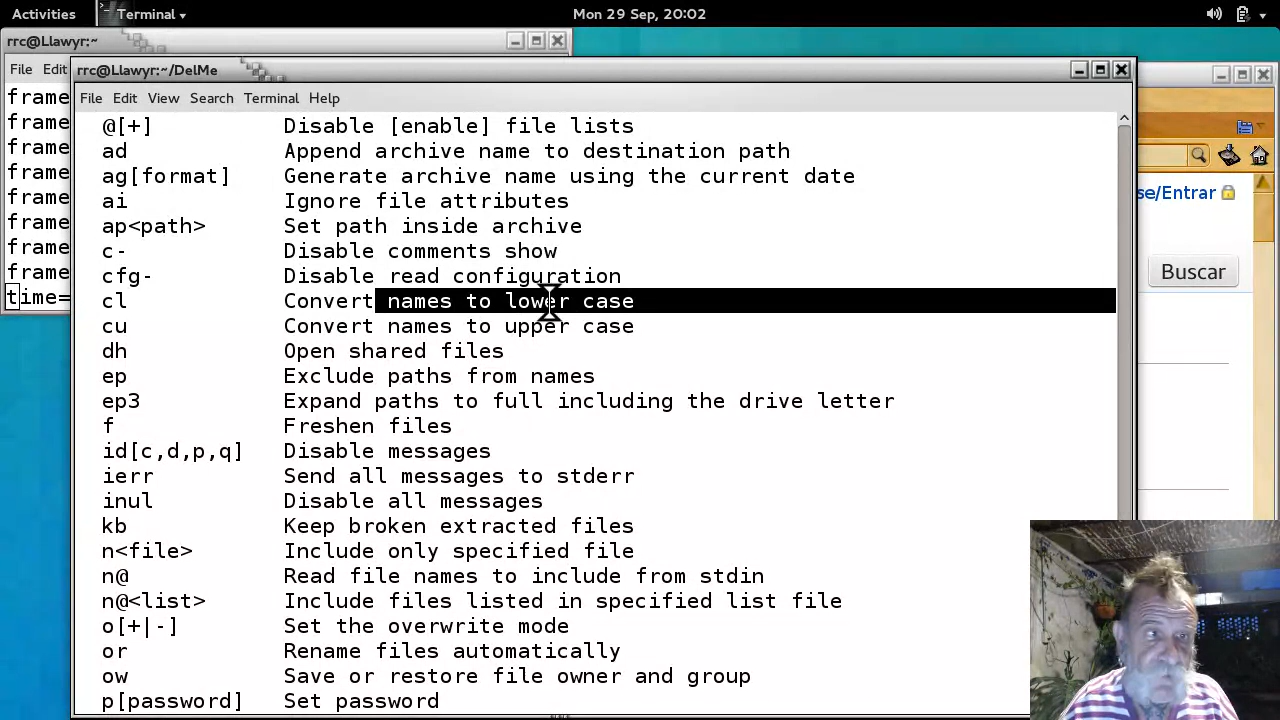 Activities
Terminal
Mon 29 Sep, 20:02
rrc@Llawyr:~
File Edit
frame
frame
frame
frame
frame
frame
frame
frame
time=
rrc@Llawyr:~/DelMe
File Edit View Search Terminal Help
@[+] Disable [enable] file lists
ad Append archive name to destination path
ag[format] Generate archive name using the current date
ai Ignore file attributes
ap<path> Set path inside archive
c- Disable comments show
cfg- Disable read configuration
cl Convert names to lower case
cu Convert names to upper case
dh Open shared files
ep Exclude paths from names
ep3 Expand paths to full including the drive letter
f Freshen files
id[c,d,p,q] Disable messages
ierr Send all messages to stderr
inul Disable all messages
kb Keep broken extracted files
n<file> Include only specified file
n@ Read file names to include from stdin
n@<list> Include files listed in specified list file
o[+|-] Set the overwrite mode
or Rename files automatically
ow Save or restore file owner and group
p[password] Set password
se/Entrar
Buscar